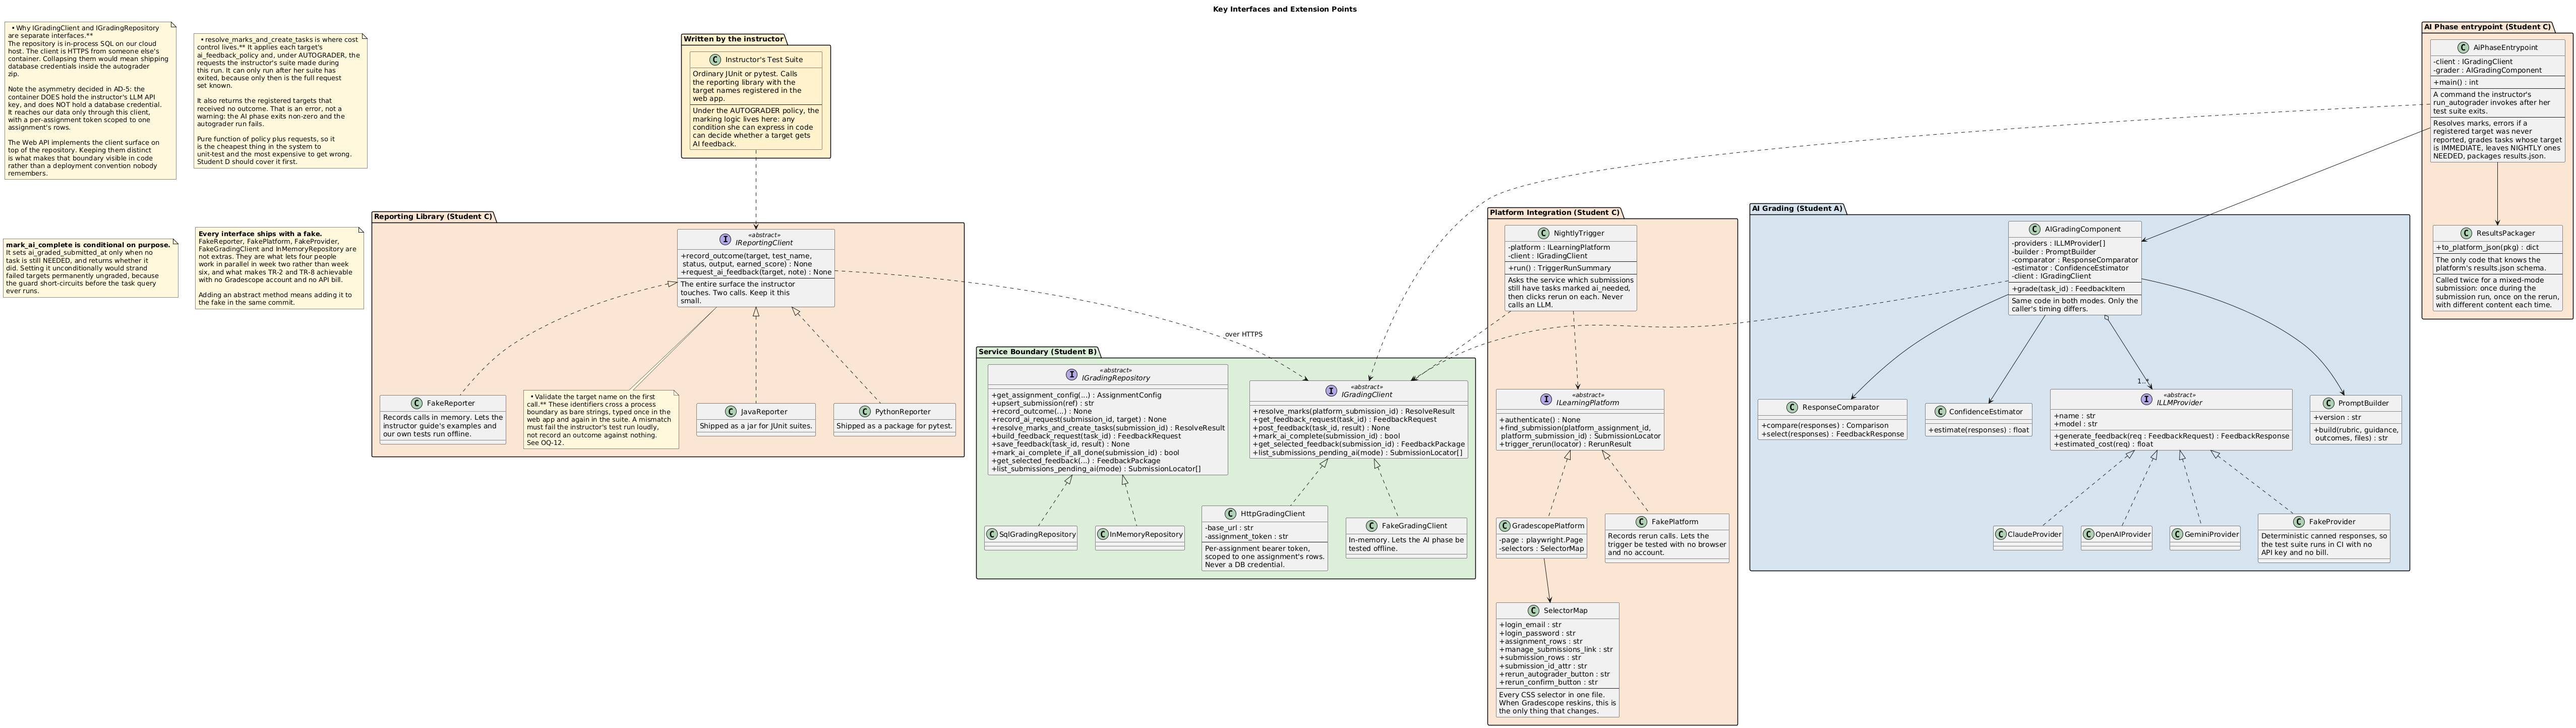 Key Interfaces and Extension Points
• Why IGradingClient and IGradingRepository
are separate interfaces.**
The repository is in-process SQL on our cloud
host. The client is HTTPS from someone else's
container. Collapsing them would mean shipping
database credentials inside the autograder
zip.
Note the asymmetry decided in AD-5: the
container DOES hold the instructor's LLM API
key, and does NOT hold a database credential.
It reaches our data only through this client,
with a per-assignment token scoped to one
assignment's rows.
The Web API implements the client surface on
top of the repository. Keeping them distinct
is what makes that boundary visible in code
rather than a deployment convention nobody
remembers.
• resolve_marks_and_create_tasks is where cost
control lives.** It applies each target's
ai_feedback_policy and, under AUTOGRADER, the
requests the instructor's suite made during
this run. It can only run after her suite has
exited, because only then is the full request
set known.
It also returns the registered targets that
received no outcome. That is an error, not a
warning: the AI phase exits non-zero and the
autograder run fails.
Pure function of policy plus requests, so it
is the cheapest thing in the system to
unit-test and the most expensive to get wrong.
Student D should cover it first.
mark_ai_complete is conditional on purpose.
It sets ai_graded_submitted_at only when no
task is still NEEDED, and returns whether it
did. Setting it unconditionally would strand
failed targets permanently ungraded, because
the guard short-circuits before the task query
ever runs.
Every interface ships with a fake.
FakeReporter, FakePlatform, FakeProvider,
FakeGradingClient and InMemoryRepository are
not extras. They are what lets four people
work in parallel in week two rather than week
six, and what makes TR-2 and TR-8 achievable
with no Gradescope account and no API bill.
Adding an abstract method means adding it to
the fake in the same commit.
Written by the instructor
C Instructor's Test Suite
Ordinary JUnit or pytest. Calls
the reporting library with the
target names registered in the
web app.
Under the AUTOGRADER policy, the
marking logic lives here: any
condition she can express in code
can decide whether a target gets
AI feedback.
Reporting Library (Student C)
«abstract»
I IReportingClient
+record_outcome(target, test_name,
status, output, earned_score) : None
+request_ai_feedback(target, note) : None
The entire surface the instructor
touches. Two calls. Keep it this
small.
C FakeReporter
Records calls in memory. Lets the
instructor guide's examples and
our own tests run offline.
• Validate the target name on the first
call.** These identifiers cross a process
boundary as bare strings, typed once in the
web app and again in the suite. A mismatch
must fail the instructor's test run loudly,
not record an outcome against nothing.
See OQ-12.
C JavaReporter
Shipped as a jar for JUnit suites.
C PythonReporter
Shipped as a package for pytest.
over HTTPS
Service Boundary (Student B)
«abstract»
I IGradingRepository
+get_assignment_config(...) : AssignmentConfig
+upsert_submission(ref) : str
+record_outcome(...) : None
+record_ai_request(submission_id, target) : None
+resolve_marks_and_create_tasks(submission_id) : ResolveResult
+build_feedback_request(task_id) : FeedbackRequest
+save_feedback(task_id, result) : None
+mark_ai_complete_if_all_done(submission_id) : bool
+get_selected_feedback(...) : FeedbackPackage
+list_submissions_pending_ai(mode) : SubmissionLocator[]
«abstract»
I IGradingClient
+resolve_marks(platform_submission_id) : ResolveResult
+get_feedback_request(task_id) : FeedbackRequest
+post_feedback(task_id, result) : None
+mark_ai_complete(submission_id) : bool
+get_selected_feedback(submission_id) : FeedbackPackage
+list_submissions_pending_ai(mode) : SubmissionLocator[]
C SqlGradingRepository
C InMemoryRepository
C HttpGradingClient
-base_url : str
-assignment_token : str
Per-assignment bearer token,
scoped to one assignment's rows.
Never a DB credential.
C FakeGradingClient
In-memory. Lets the AI phase be
tested offline.
Platform Integration (Student C)
C NightlyTrigger
-platform : ILearningPlatform
-client : IGradingClient
+run() : TriggerRunSummary
Asks the service which submissions
still have tasks marked ai_needed,
then clicks rerun on each. Never
calls an LLM.
«abstract»
I ILearningPlatform
+authenticate() : None
+find_submission(platform_assignment_id,
platform_submission_id) : SubmissionLocator
+trigger_rerun(locator) : RerunResult
C GradescopePlatform
-page : playwright.Page
-selectors : SelectorMap
C FakePlatform
Records rerun calls. Lets the
trigger be tested with no browser
and no account.
C SelectorMap
+login_email : str
+login_password : str
+assignment_rows : str
+manage_submissions_link : str
+submission_rows : str
+submission_id_attr : str
+rerun_autograder_button : str
+rerun_confirm_button : str
Every CSS selector in one file.
When Gradescope reskins, this is
the only thing that changes.
AI Grading (Student A)
C AIGradingComponent
-providers : ILLMProvider[]
-builder : PromptBuilder
-comparator : ResponseComparator
-estimator : ConfidenceEstimator
-client : IGradingClient
+grade(task_id) : FeedbackItem
Same code in both modes. Only the
caller's timing differs.
1..*
C ResponseComparator
+compare(responses) : Comparison
+select(responses) : FeedbackResponse
C ConfidenceEstimator
+estimate(responses) : float
«abstract»
I ILLMProvider
+name : str
+model : str
+generate_feedback(req : FeedbackRequest) : FeedbackResponse
+estimated_cost(req) : float
C PromptBuilder
+version : str
+build(rubric, guidance,
outcomes, files) : str
C ClaudeProvider
C OpenAIProvider
C GeminiProvider
C FakeProvider
Deterministic canned responses, so
the test suite runs in CI with no
API key and no bill.
AI Phase entrypoint (Student C)
C AiPhaseEntrypoint
-client : IGradingClient
-grader : AIGradingComponent
+main() : int
A command the instructor's
run_autograder invokes after her
test suite exits.
Resolves marks, errors if a
registered target was never
reported, grades tasks whose target
is IMMEDIATE, leaves NIGHTLY ones
NEEDED, packages results.json.
C ResultsPackager
+to_platform_json(pkg) : dict
The only code that knows the
platform's results.json schema.
Called twice for a mixed-mode
submission: once during the
submission run, once on the rerun,
with different content each time.